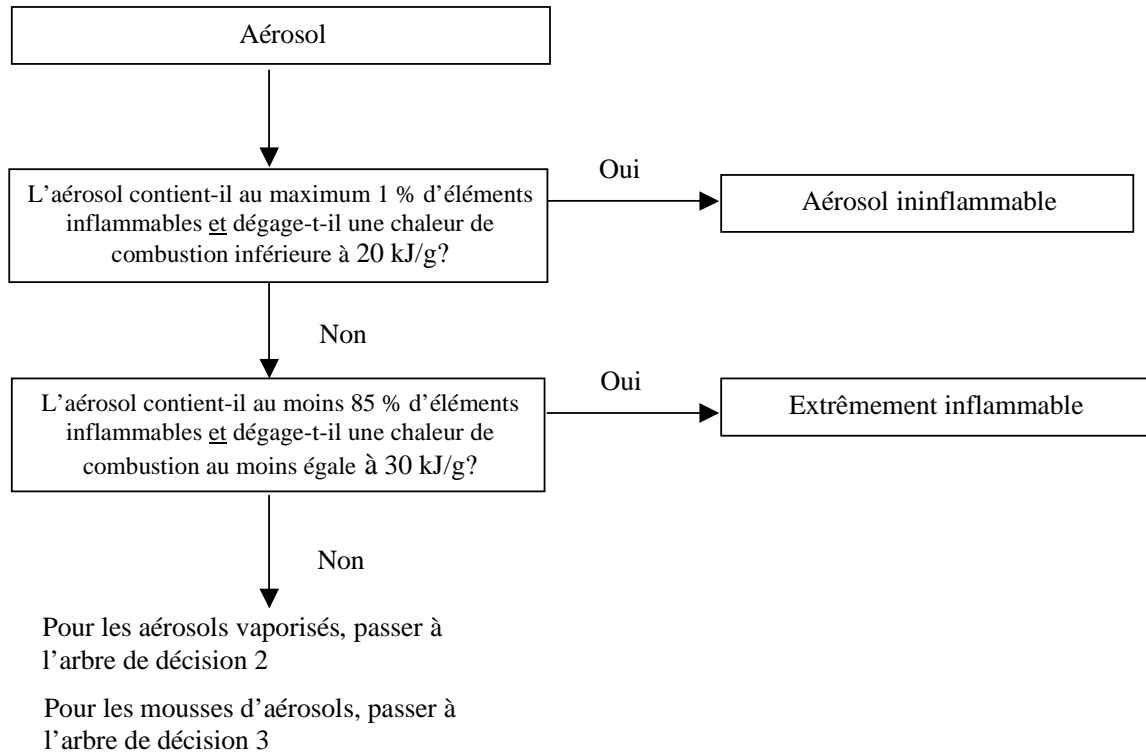 Aérosol
Oui
L’aérosol contient-il au maximum 1 % d’éléments
inflammables et dégage-t-il une chaleur de
combustion inférieure à 20 kJ/g?
Aérosol ininflammable
Non
Oui
L’aérosol contient-il au moins 85 % d’éléments
inflammables et dégage-t-il une chaleur de
combustion au moins égale à 30 kJ/g?
Extrêmement inflammable
Non
Pour les aérosols vaporisés, passer à
l’arbre de décision 2
Pour les mousses d’aérosols, passer à
l’arbre de décision 3